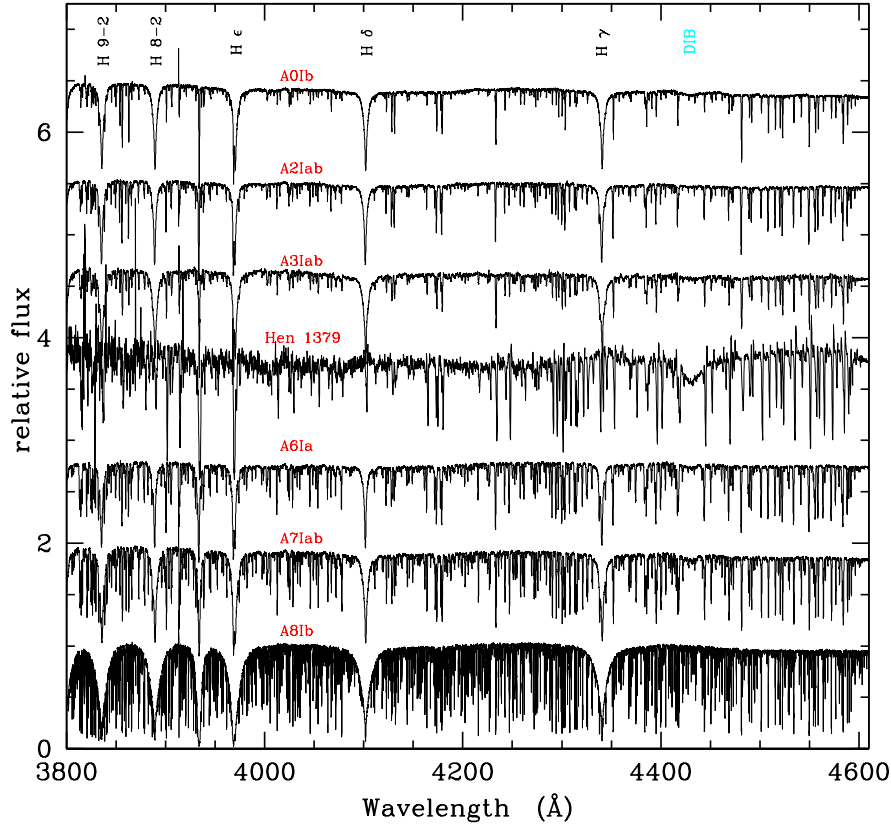 H 9-2
H 8-2
H ϵ
H δ
H γ
DIB
A0Ib
A2Iab
A3Iab
Hen 1379
A6Ia
A7Iab
A8Ib
relative flux
6
4
2
0
3800
4000
4200
4400
4600
Wavelength (Å)